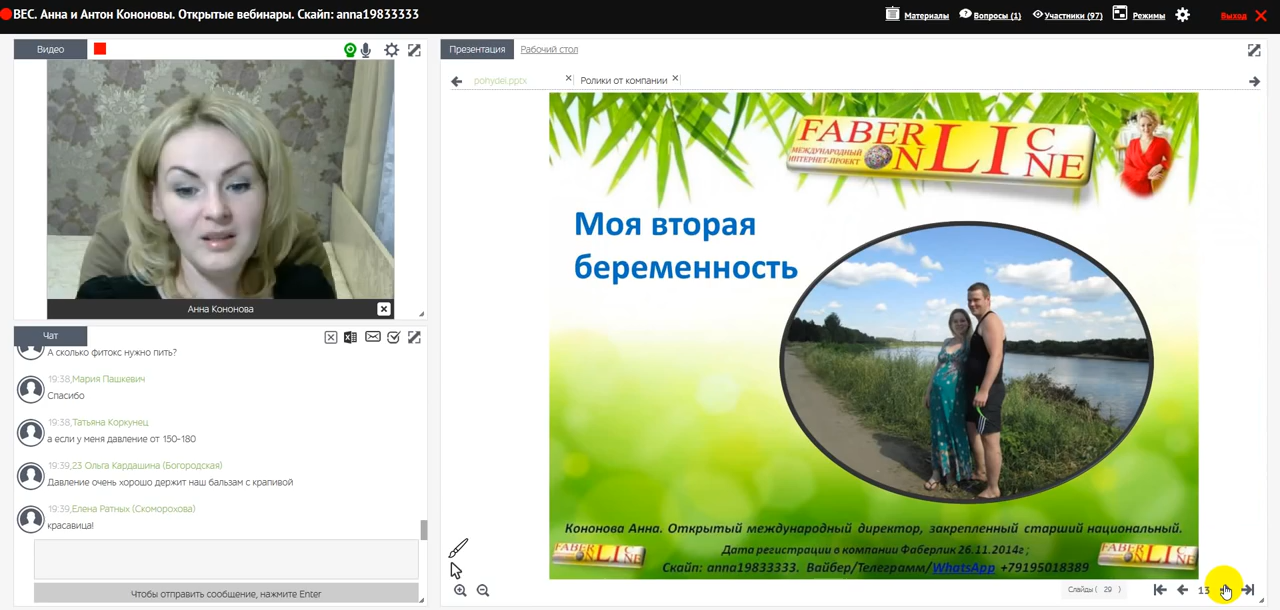 ВЕС. Анна и Антон Кононовы. Открытые вебинары. Скайп: anna19833333
Материалы
Вопросы (1)
Участники (97)
Режимы
Выход
Видео
Анна Кононова
Чат
А сколько фитокс нужно пить?
19:38,Мария Пашкевич
Спасибо
19:38,Татьяна Коркунец
а если у меня давление от 150-180
19:39,23 Ольга Кардашина (Богородская)
Давление очень хорошо держит наш бальзам с крапивой
19:39,Елена Ратных (Скоморохова)
красавица!
Чтобы отправить сообщение, нажмите Enter
Презентация
Рабочий стол
pohydei.pptx
Ролики от компании
FABERLIC
ONLINE
МЕЖДУНАРОДНЫЙ
ИНТЕРНЕТ-ПРОЕКТ
Моя вторая
беременность
Кононова Анна. Открытый международный директор, закрепленный старший национальный.
Дата регистрации в компании Фаберлик 26.11.2014г;
Скайп: anna19833333. Вайбер/Телеграмм/WhatsApp +79195018389
FABERLIC
ONLINE
FABERLIC
ONLINE
Слайды ( 29 )
13